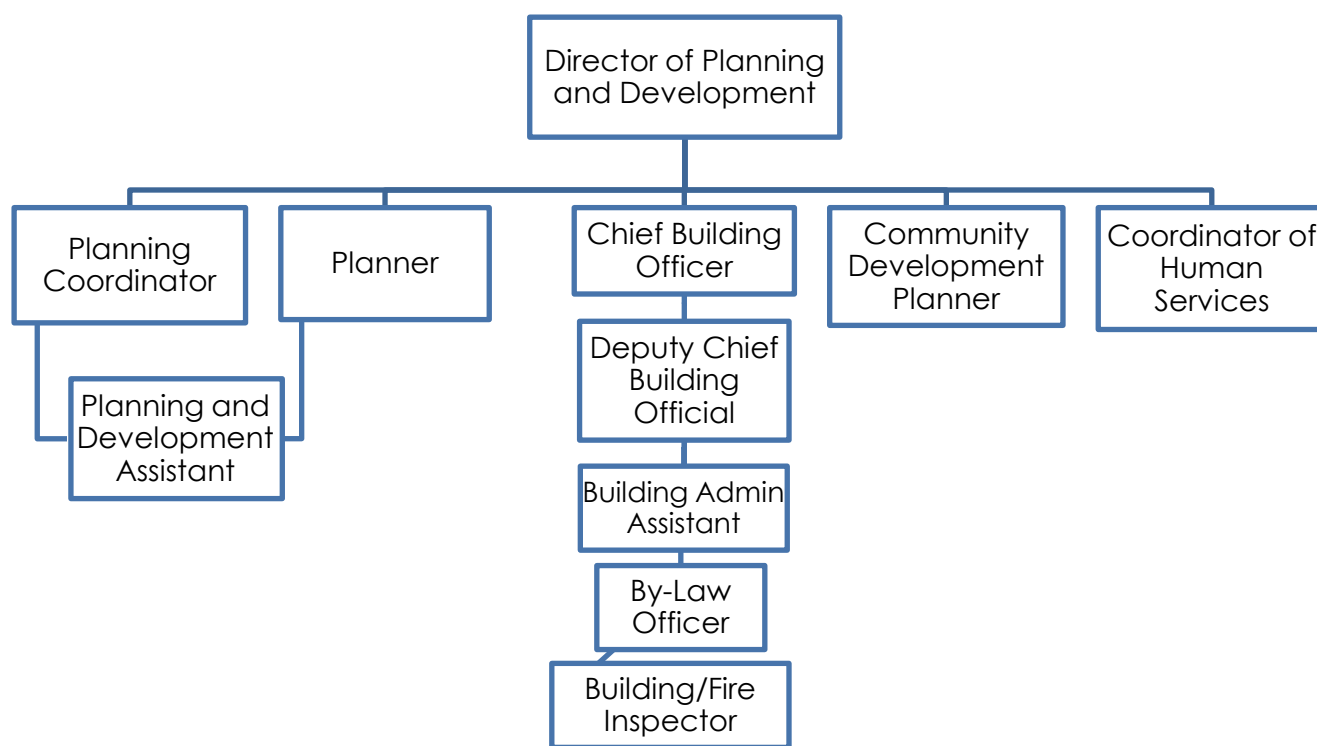 Director of Planning
and Development
Planning
Coordinator
Planner
Chief Building
Officer
Community
Development
Planner
Coordinator of
Human
Services
Planning and
Development
Assistant
Deputy Chief
Building
Official
Building Admin
Assistant
By-Law
Officer
Building/Fire
Inspector